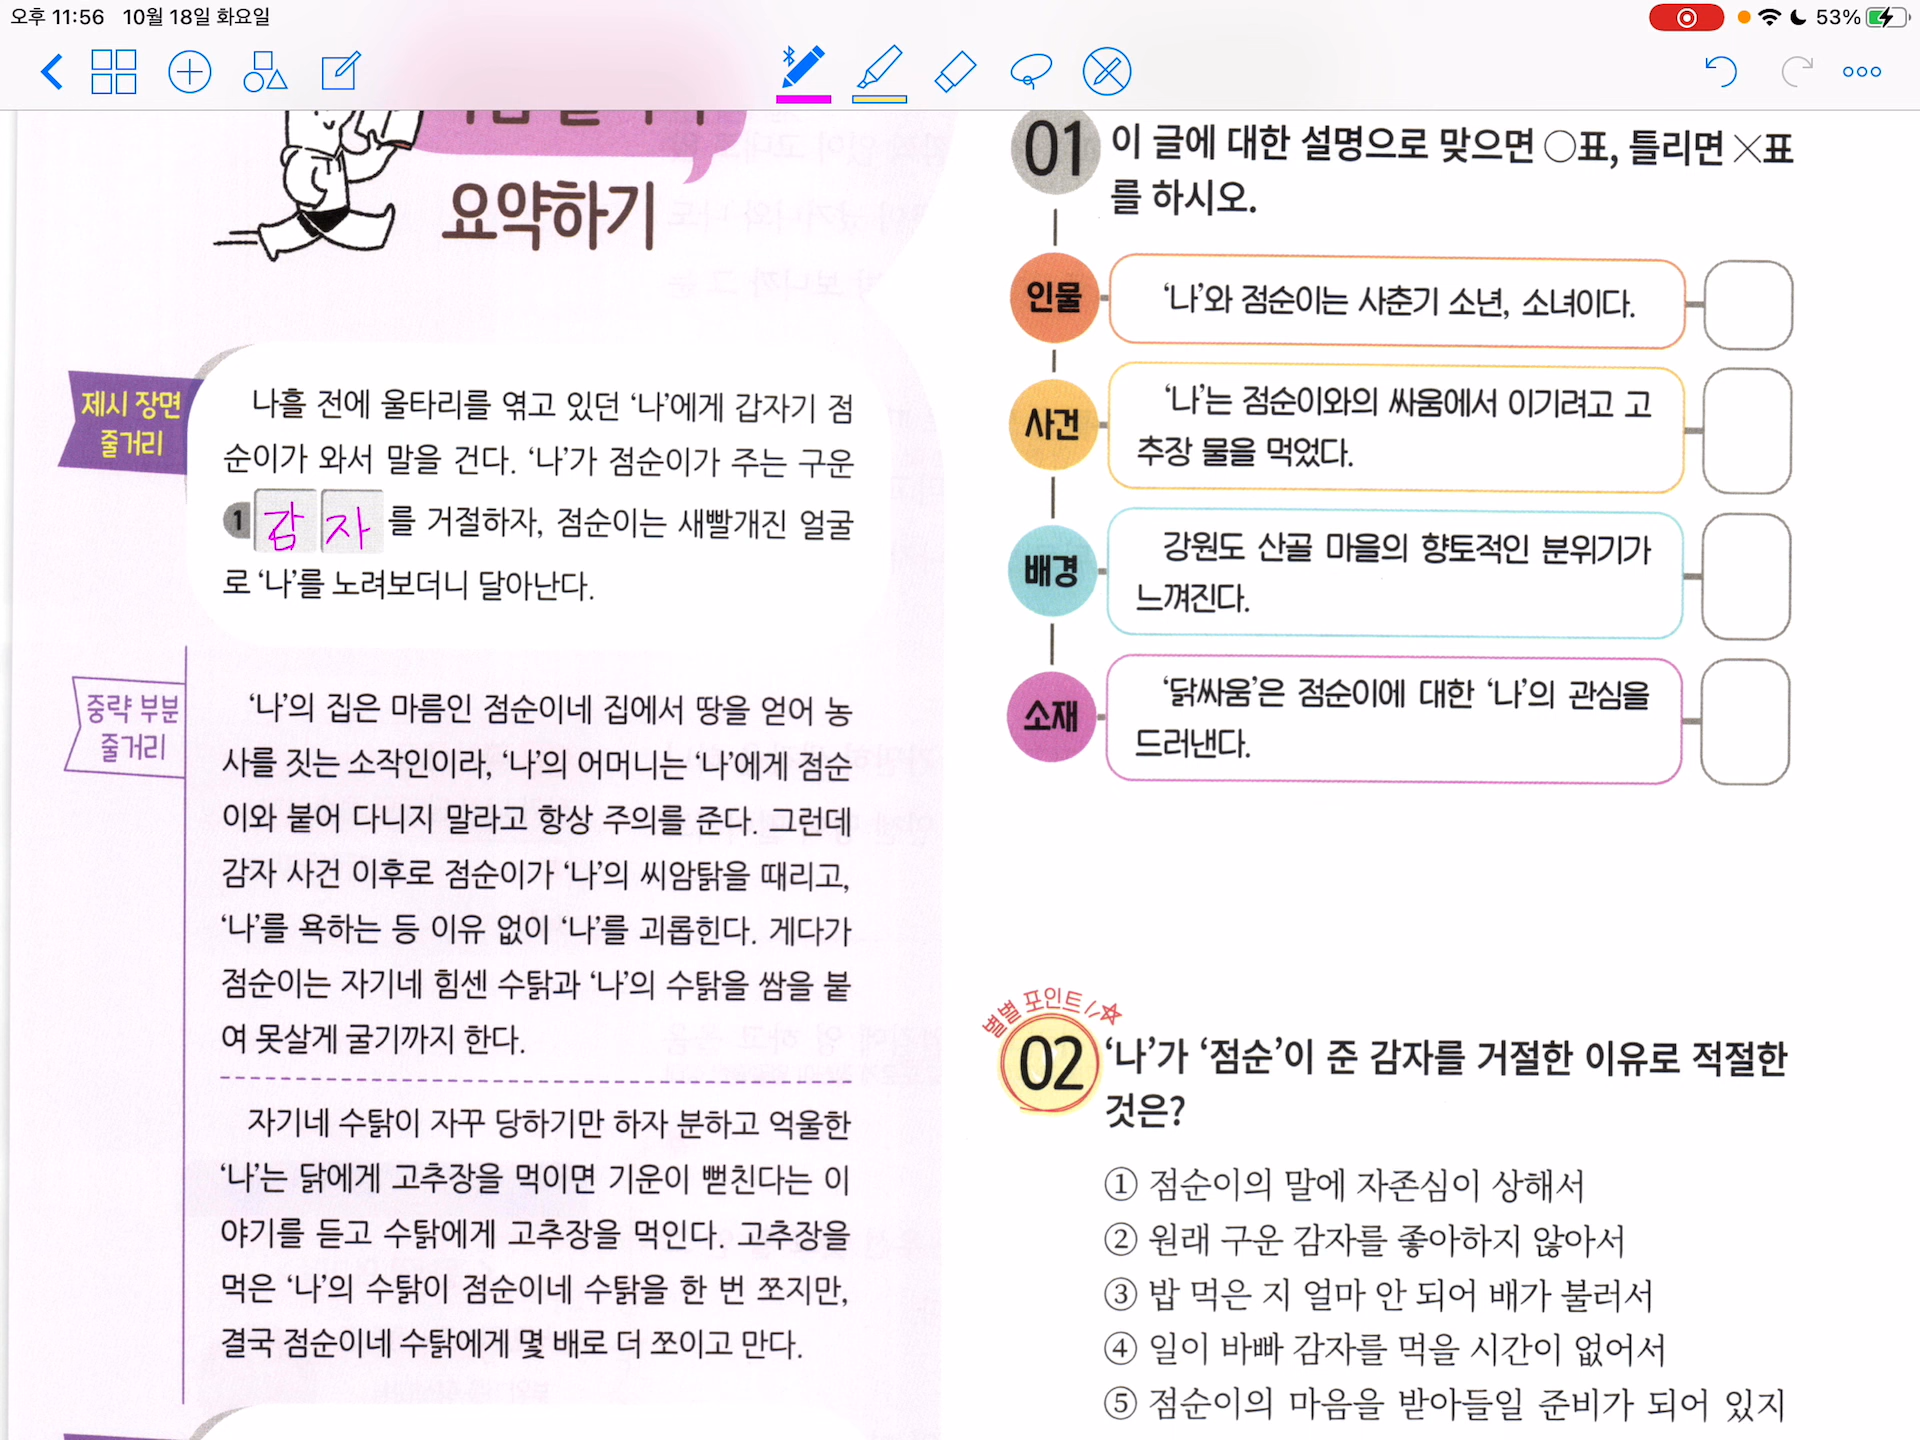 오후 11:56 10월 18일 화요일
53%
요약하기
제시 장면
줄거리
나흘 전에 울타리를 엮고 있던 ‘나’에게 갑자기 점
순이가 와서 말을 건다. ‘나’가 점순이가 주는 구운
1 감자를 거절하자, 점순이는 새빨개진 얼굴
로 ‘나’를 노려보더니 달아난다.
중략 부분
줄거리
‘나’의 집은 마름인 점순이네 집에서 땅을 얻어 농
사를 짓는 소작인이라, ‘나’의 어머니는 ‘나’에게 점순
이와 붙어 다니지 말라고 항상 주의를 준다. 그런데
감자 사건 이후로 점순이가 ‘나’의 씨암탉을 때리고,
‘나’를 욕하는 등 이유 없이 ‘나’를 괴롭힌다. 게다가
점순이는 자기네 힘센 수탉과 ‘나’의 수탉을 쌈을 붙
여 못살게 굴기까지 한다.
자기네 수탉이 자꾸 당하기만 하자 분하고 억울한
‘나’는 닭에게 고추장을 먹이면 기운이 뻗친다는 이
야기를 듣고 수탉에게 고추장을 먹인다. 고추장을
먹은 ‘나’의 수탉이 점순이네 수탉을 한 번 쪼지만,
결국 점순이네 수탉에게 몇 배로 더 쪼이고 만다.
01 이 글에 대한 설명으로 맞으면 ○표, 틀리면 ×표
를 하시오.
인물 ‘나’와 점순이는 사춘기 소년, 소녀이다.
사건 ‘나’는 점순이와의 싸움에서 이기려고 고
추장 물을 먹었다.
배경 강원도 산골 마을의 향토적인 분위기가
느껴진다.
소재 ‘닭싸움’은 점순이에 대한 ‘나’의 관심을
드러낸다.
별별 포인트!
02 ‘나’가 ‘점순’이 준 감자를 거절한 이유로 적절한
것은?
① 점순이의 말에 자존심이 상해서
② 원래 구운 감자를 좋아하지 않아서
③ 밥 먹은 지 얼마 안 되어 배가 불러서
④ 일이 바빠 감자를 먹을 시간이 없어서
⑤ 점순이의 마음을 받아들일 준비가 되어 있지